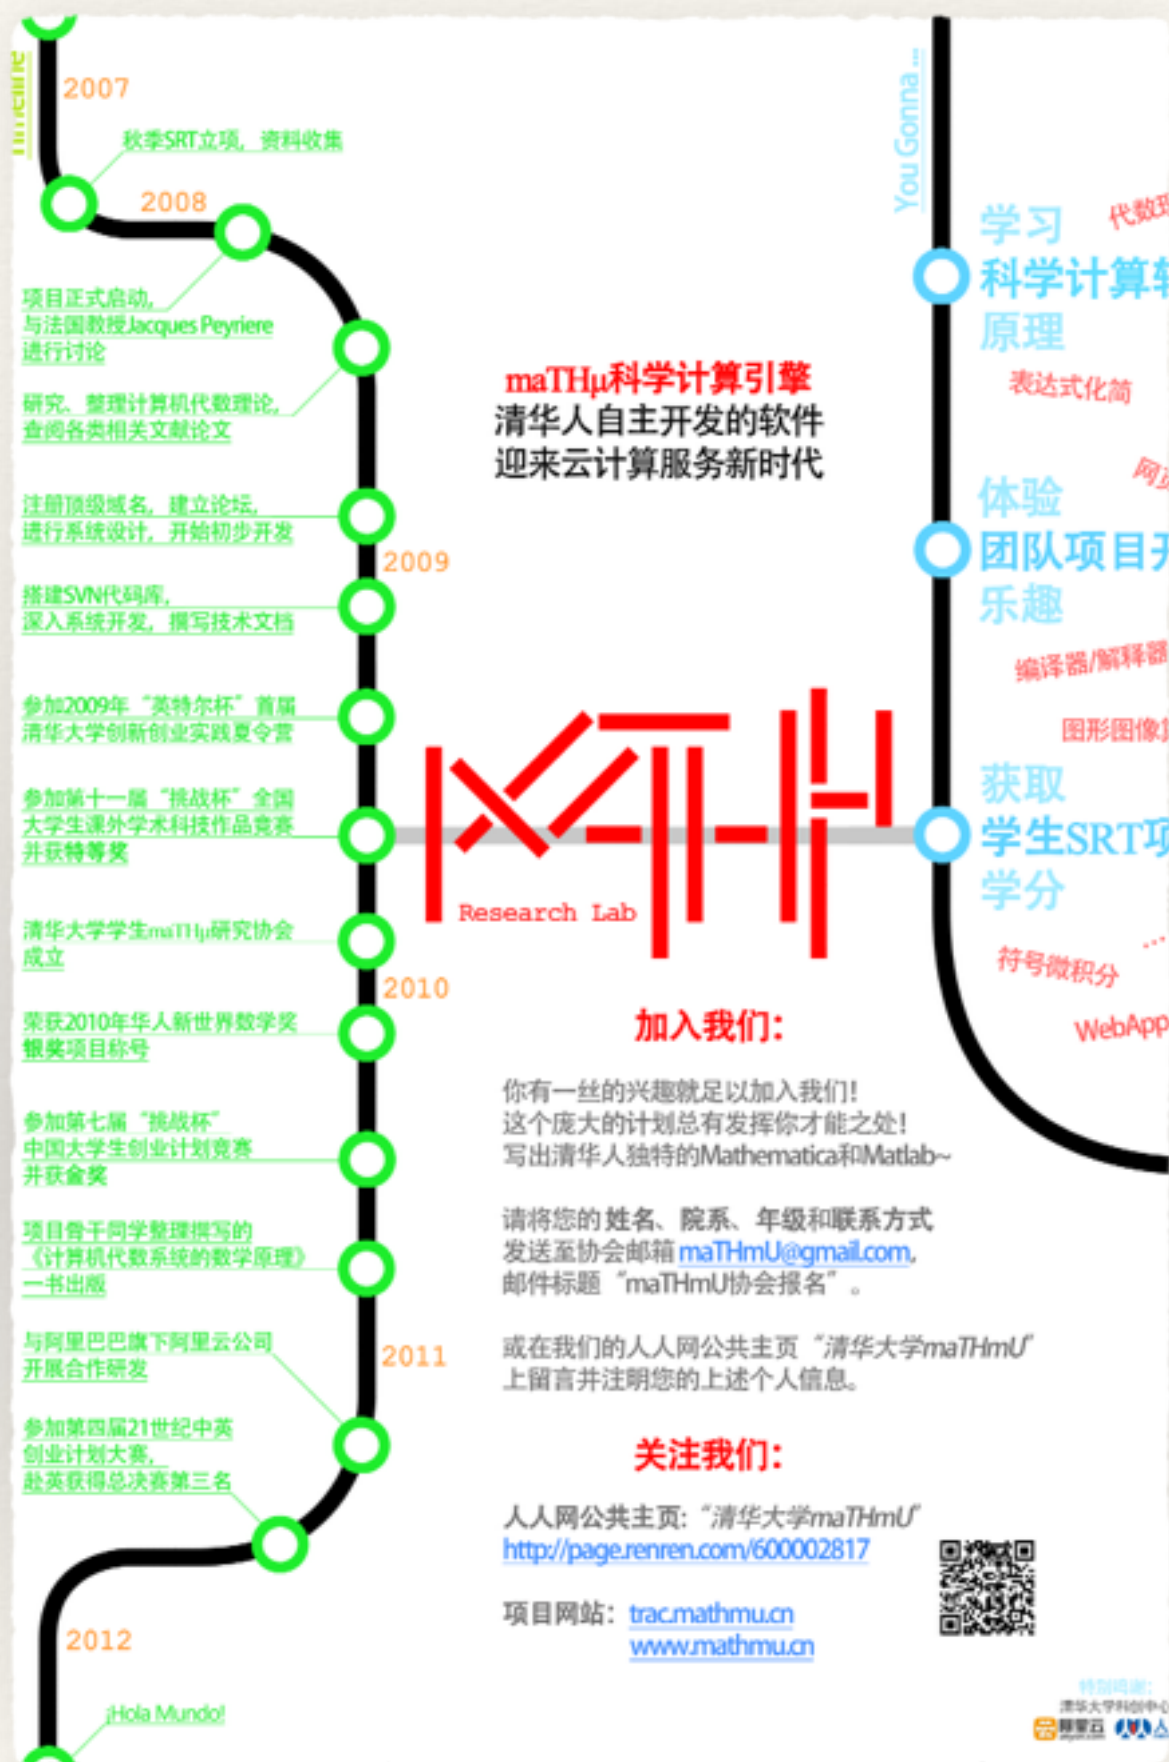 Timeline
2007
秋季SRT立项，资料收集
2008
项目正式启动，
与法国教授Jacques Peyriere
进行讨论
研究、整理计算机代数理论，
查阅各类相关文献论文
注册顶级域名，建立论坛，
进行系统设计，开始初步开发
2009
搭建SVN代码库，
深入系统开发，撰写技术文档
参加2009年“英特尔杯”首届
清华大学创新创业实践夏令营
参加第十一届“挑战杯”全国
大学生课外学术科技作品竞赛
并获特等奖
清华大学学生maTHμ研究协会
成立
2010
荣获2010年华人新世界数学奖
银奖项目称号
参加第七届“挑战杯”
中国大学生创业计划竞赛
并获金奖
项目骨干同学整理撰写的
《计算机代数系统的数学原理》
一书出版
与阿里巴巴旗下阿里云公司
开展合作研发
2011
参加第四届21世纪中英
创业计划大赛，
赴英获得总决赛第三名
2012
¡Hola Mundo!
maTHμ科学计算引擎
清华人自主开发的软件
迎来云计算服务新时代
Research Lab
加入我们：
你有一丝的兴趣就足以加入我们！
这个庞大的计划总有发挥你才能之处！
写出清华人独特的Mathematica和Matlab~
请将您的 姓名、院系、年级和联系方式
发送至协会邮箱 maTHmU@gmail.com，
邮件标题“maTHmU协会报名”。
或在我们的人人网公共主页“清华大学maTHmU”
上留言并注明您的上述个人信息。
关注我们：
人人网公共主页：“清华大学maTHmU”
http://page.renren.com/600002817
项目网站：trac.mathmu.cn
www.mathmu.cn
You Gonna ...
学习
代数
科学计算
原理
表达式化简
网页
体验
团队项目开
乐趣
编译器/解释器
图形图像
获取
学生SRT项
学分
...
符号微积分
WebApp
特别鸣谢：
清华大学科创中心
阿里云
人